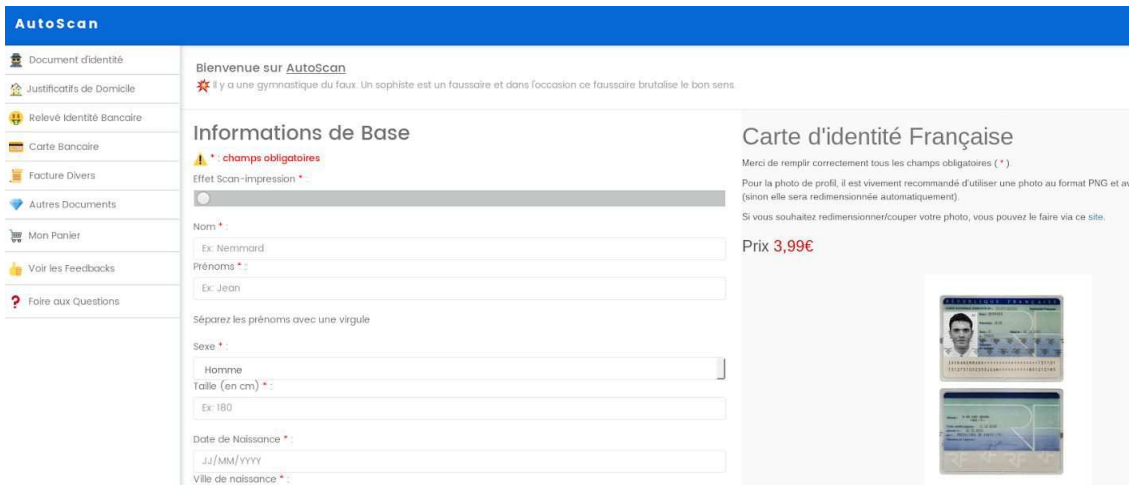 AutoScan
Document d'identité
Justificatifs de Domicile
Relevé Identité Bancaire
Carte Bancaire
Facture Divers
Autres Documents
Mon Panier
Voir les Feedbacks
Foire aux Questions
Bienvenue sur AutoScan
Il y a une gymnastique du faux. Un sophiste est un faussaire et dans l'occasion ce faussaire brutalise le bon sens
Informations de Base
* : champs obligatoires
Effet Scan-impression * :
Nom * :
Ex: Nemmard
Prénoms * :
Ex: Jean
Séparez les prénoms avec une virgule
Sexe * :
Homme
Taille (en cm) * :
Ex: 180
Date de Naissance * :
JJ/MM/YYYY
Ville de naissance * :
Carte d'identité Française
Merci de remplir correctement tous les champs obligatoires ( * ).
Pour la photo de profil, il est vivement recommandé d'utiliser une photo au format PNG et av
(sinon elle sera redimensionnée automatiquement).
Si vous souhaitez redimensionner/couper votre photo, vous pouvez le faire via ce site.
Prix 3,99€
RÉPUBLIQUE FRANÇAISE